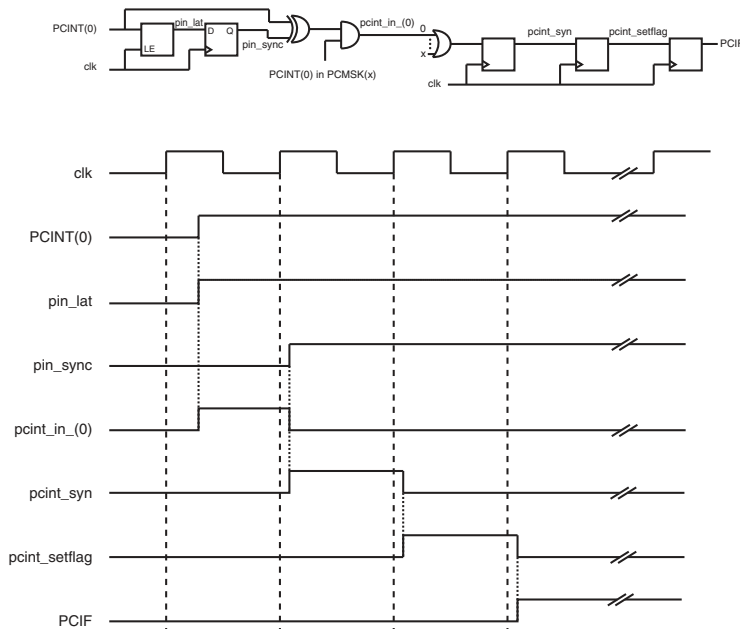 PCINT(0)
pin_lat
D Q
LE
pin_sync
clk
PCINT(0) in PCMSK(x)
pcint_in_(0)
0
x
clk
pcint_syn
pcint_setflag
PCIF
clk
PCINT(0)
pin_lat
pin_sync
pcint_in_(0)
pcint_syn
pcint_setflag
PCIF